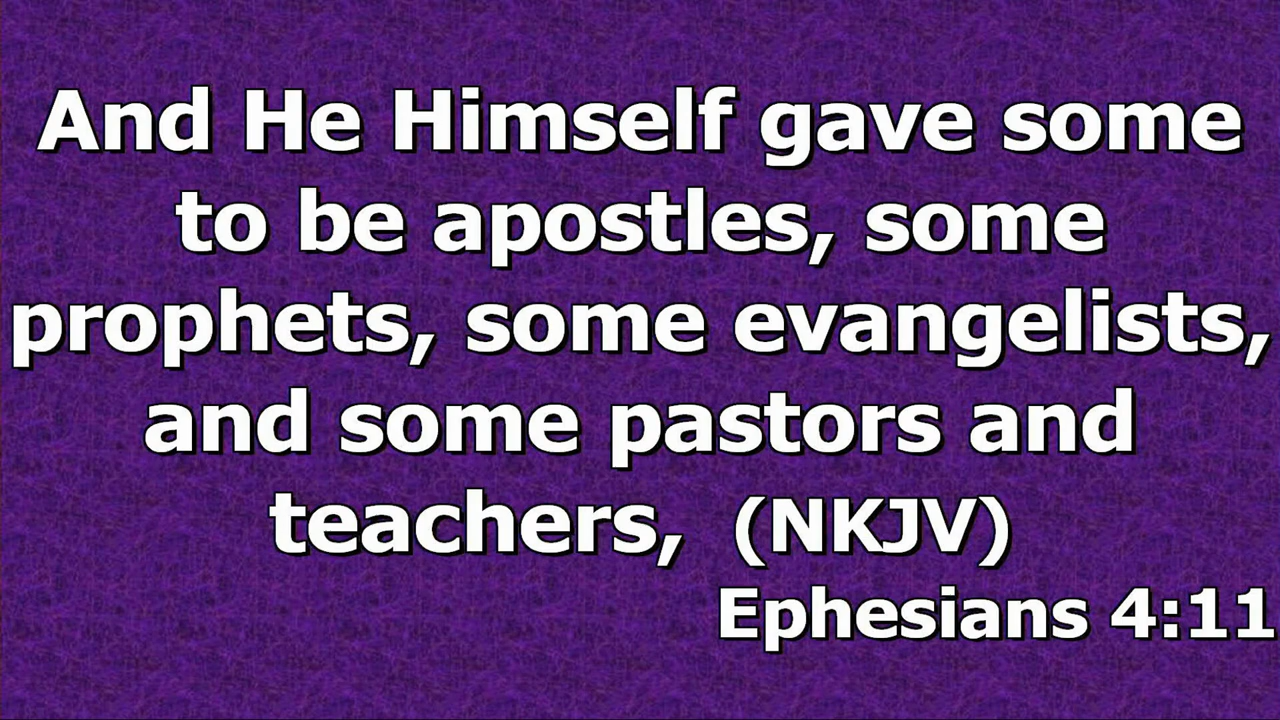 And He Himself gave some
to be apostles, some
prophets, some evangelists,
and some pastors and
teachers, (NKJV)
Ephesians 4:11